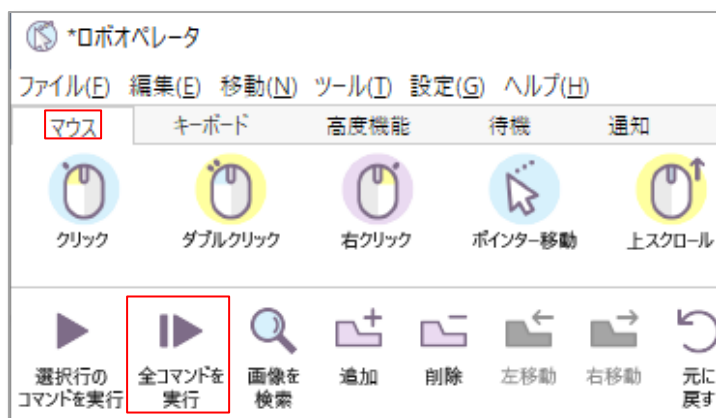 *ロボオペレータ
ファイル(F) 編集(E) 移動(N) ツール(T) 設定(G) ヘルプ(H)
マウス キーボード 高度機能 待機 通知
クリック ダブルクリック 右クリック ポインター移動 上スクロール
選択行の 全コマンドを 画像を 追加 削除 左移動 右移動 元に
コマンドを実行 実行 検索 戻す